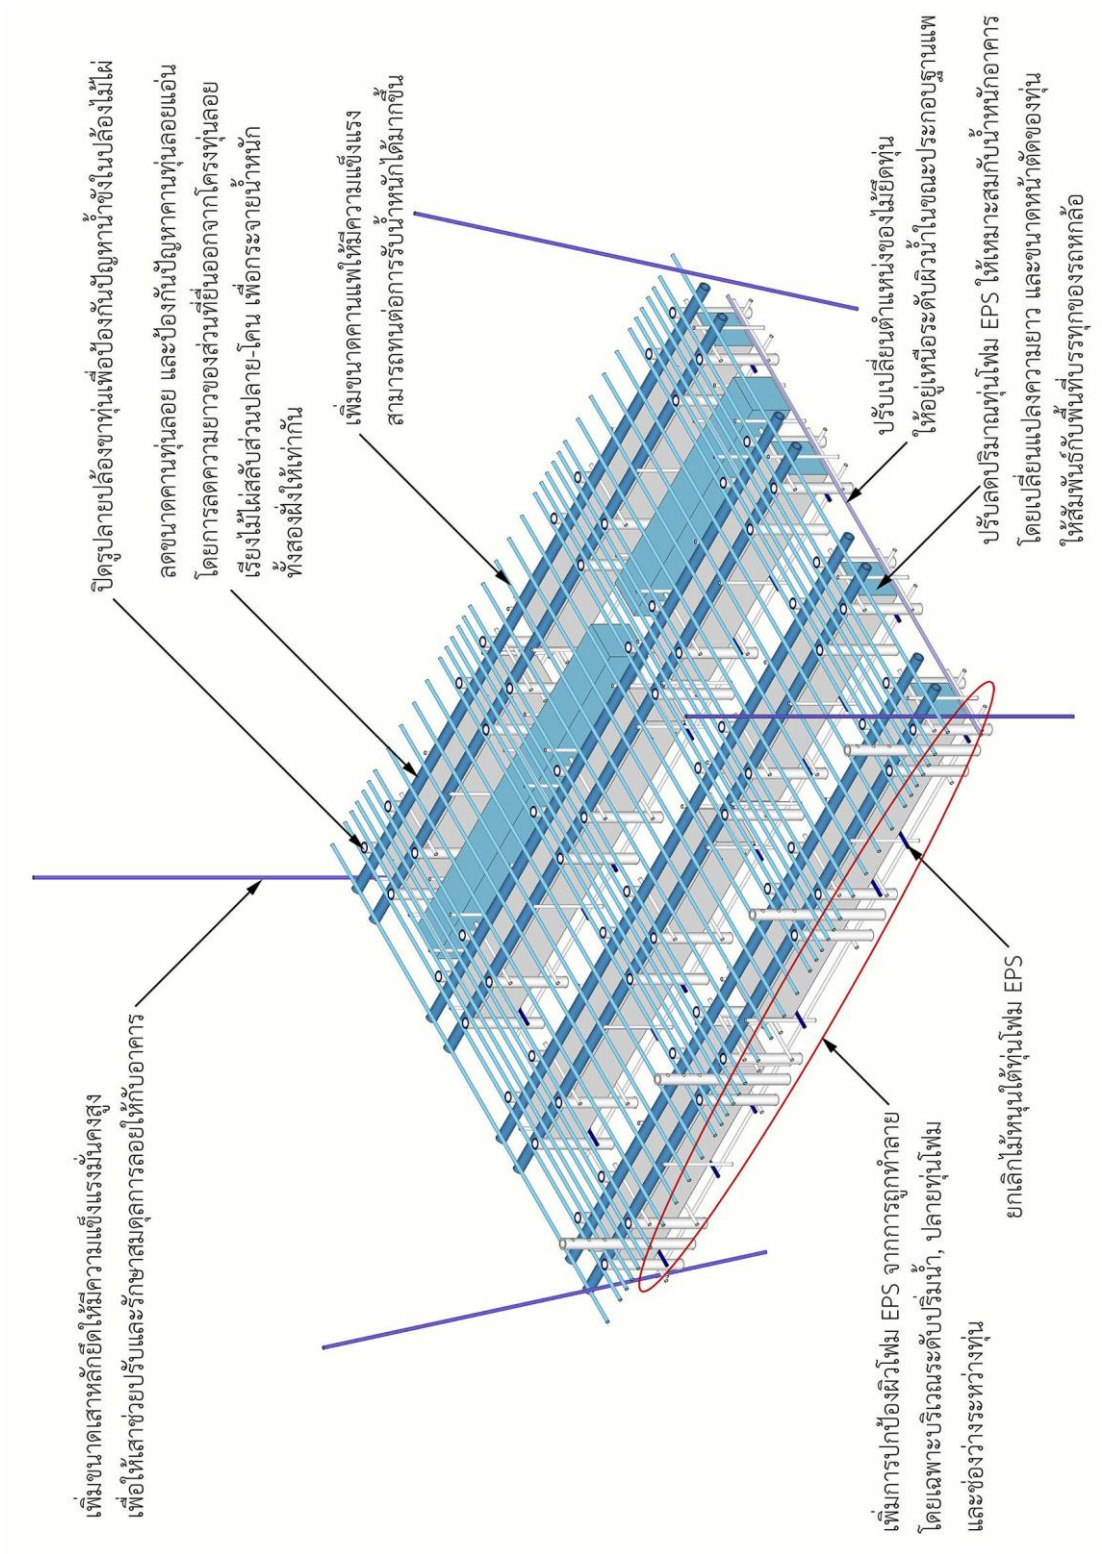 เพิ่มขนาดเสาหลักยึดให้มีความแข็งแรงมั่นคงสูง
เพื่อให้เสาช่วยปรับและรักษาสมดุลการลอยให้กับอาคาร
ปิดรูปลายปล้องขาทุ่นเพื่อป้องกันปัญหาน้ำขังในปล้องไม้ไผ่
ลดขนาดคานทุ่นลอย และป้องกันปัญหาคานทุ่นลอยแอ่น
โดยการลดความยาวของส่วนที่ยื่นออกจากโครงทุ่นลอย
เรียงไม้ไผ่สลับส่วนปลาย-โคน เพื่อกระจายน้ำหนัก
ทั้งสองฝั่งให้เท่ากัน
เพิ่มขนาดคานแพให้มีความแข็งแรง
สามารถทนต่อการรับน้ำหนักได้มากขึ้น
เพิ่มการปกป้องผิวโฟม EPS จากการถูกทำลาย
โดยเฉพาะบริเวณระดับปริ่มน้ำ, ปลายทุ่นโฟม
และช่องว่างระหว่างทุ่น
ยกเลิกไม้หนุนใต้ทุ่นโฟม EPS
ปรับเปลี่ยนตำแหน่งของไม้ยึดทุ่น
ให้อยู่เหนือระดับผิวน้ำในขณะประกอบฐานแพ
ปรับลดปริมาณทุ่นโฟม EPS ให้เหมาะสมกับน้ำหนักอาคาร
โดยเปลี่ยนแปลงความยาว และขนาดหน้าตัดของทุ่น
ให้สัมพันธ์กับพื้นที่บรรทุกของรถหกล้อ